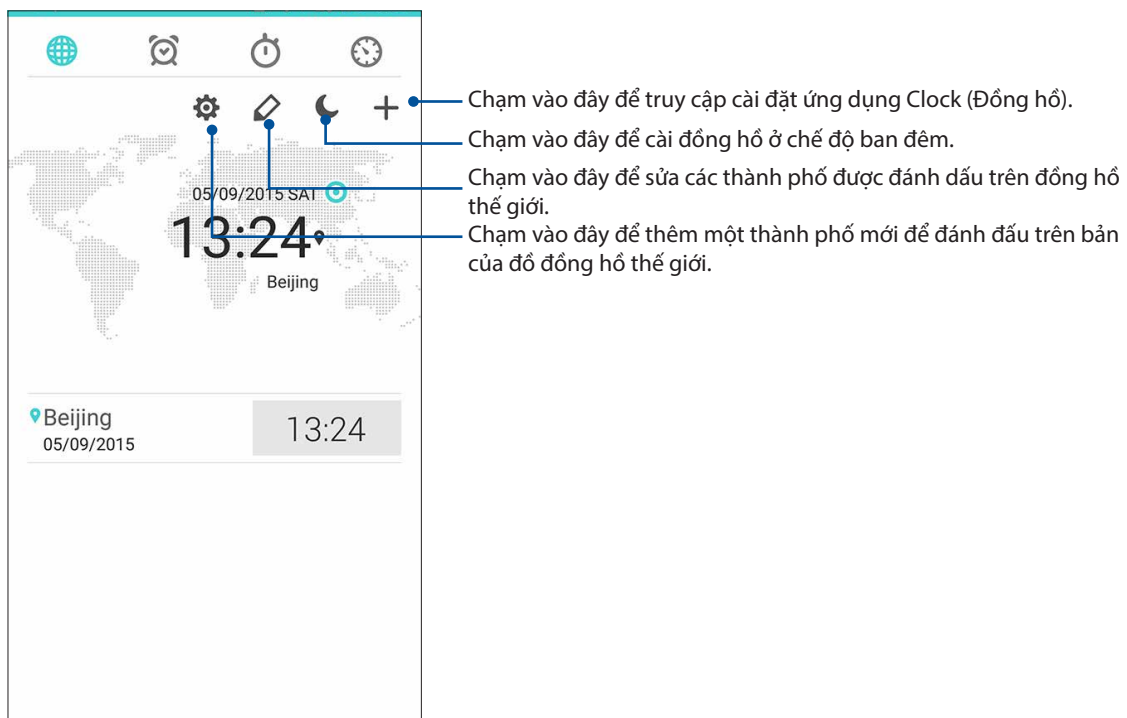 Chạm vào đây để truy cập cài đặt ứng dụng Clock (Đồng hồ).
Chạm vào đây để cài đồng hồ ở chế độ ban đêm.
Chạm vào đây để sửa các thành phố được đánh dấu trên đồng hồ
thế giới.
Chạm vào đây để thêm một thành phố mới để đánh đấu trên bản
của đồ đồng hồ thế giới.
05/09/2015 SAT
13:24
Beijing
Beijing
05/09/2015
13:24